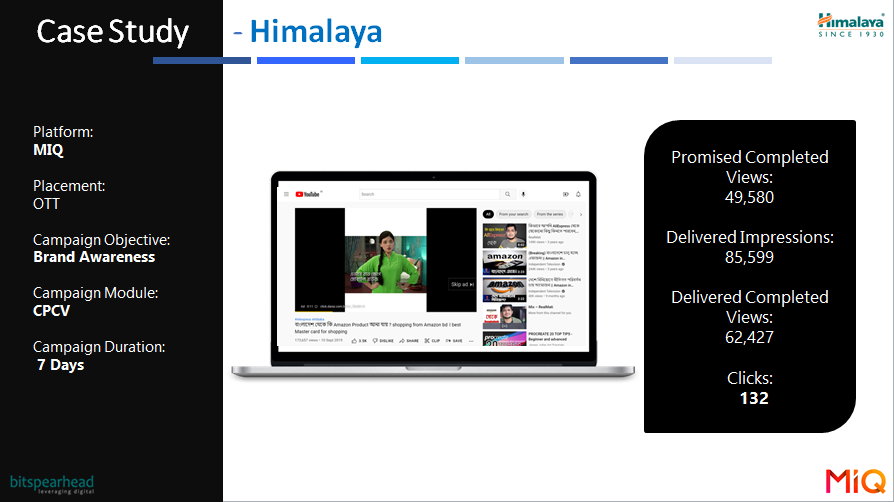 Case Study - Himalaya
HIMALAYA
SINCE 1930
Platform:
MIQ
Placement:
OTT
Campaign Objective:
Brand Awareness
Campaign Module:
CPCV
Campaign Duration:
7 Days
YouTube
Search
Skip ad
বাংলাদেশ থেকে কি Amazon Product আনা যায় ? shopping from Amazon bd । best
Master card for shopping
DISLIKE
SHARE
CLIP
SAVE
All
From your search
From the series
amazon
PROCREATE 20 TOP TIPS -
Beginner and advanced
Promised Completed
Views:
49,580
Delivered Impressions:
85,599
Delivered Completed
Views:
62,427
Clicks:
132
bitspearhead
leveraging digital
MiQ